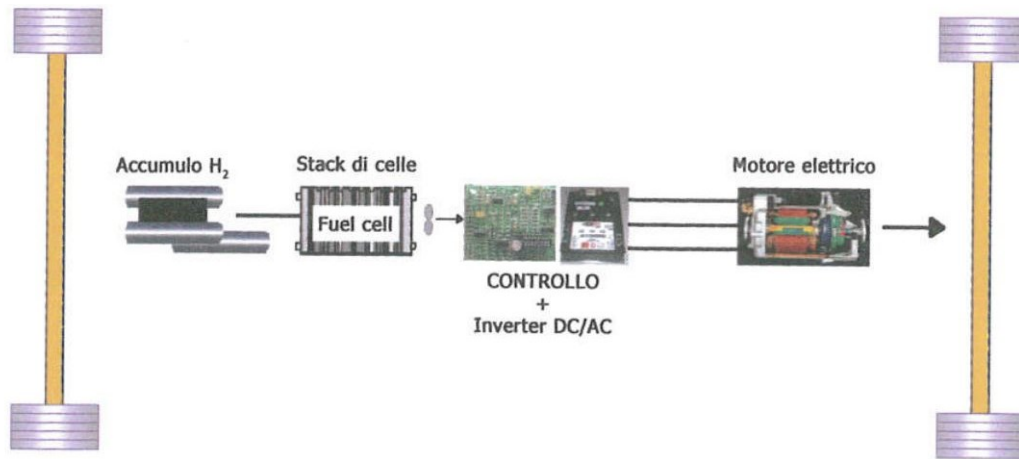 Accumulo H₂
Stack di celle
Fuel cell
CONTROLLO
+
Inverter DC/AC
Motore elettrico